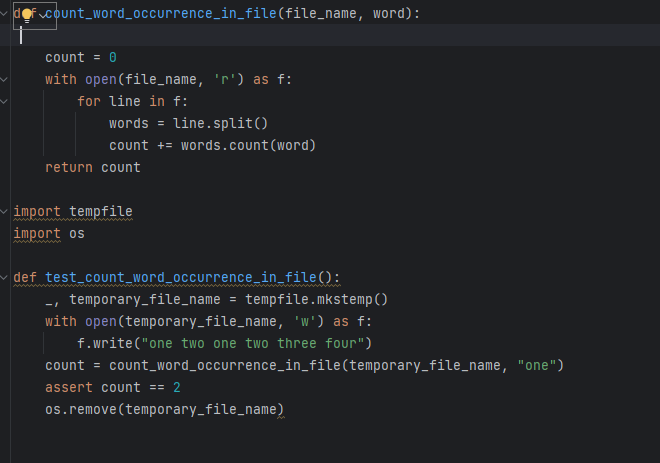 def count_word_occurrence_in_file(file_name, word):
    count = 0
    with open(file_name, 'r') as f:
        for line in f:
            words = line.split()
            count += words.count(word)
    return count

import tempfile
import os

def test_count_word_occurrence_in_file():
    _, temporary_file_name = tempfile.mkstemp()
    with open(temporary_file_name, 'w') as f:
        f.write("one two one two three four")
    count = count_word_occurrence_in_file(temporary_file_name, "one")
    assert count == 2
    os.remove(temporary_file_name)